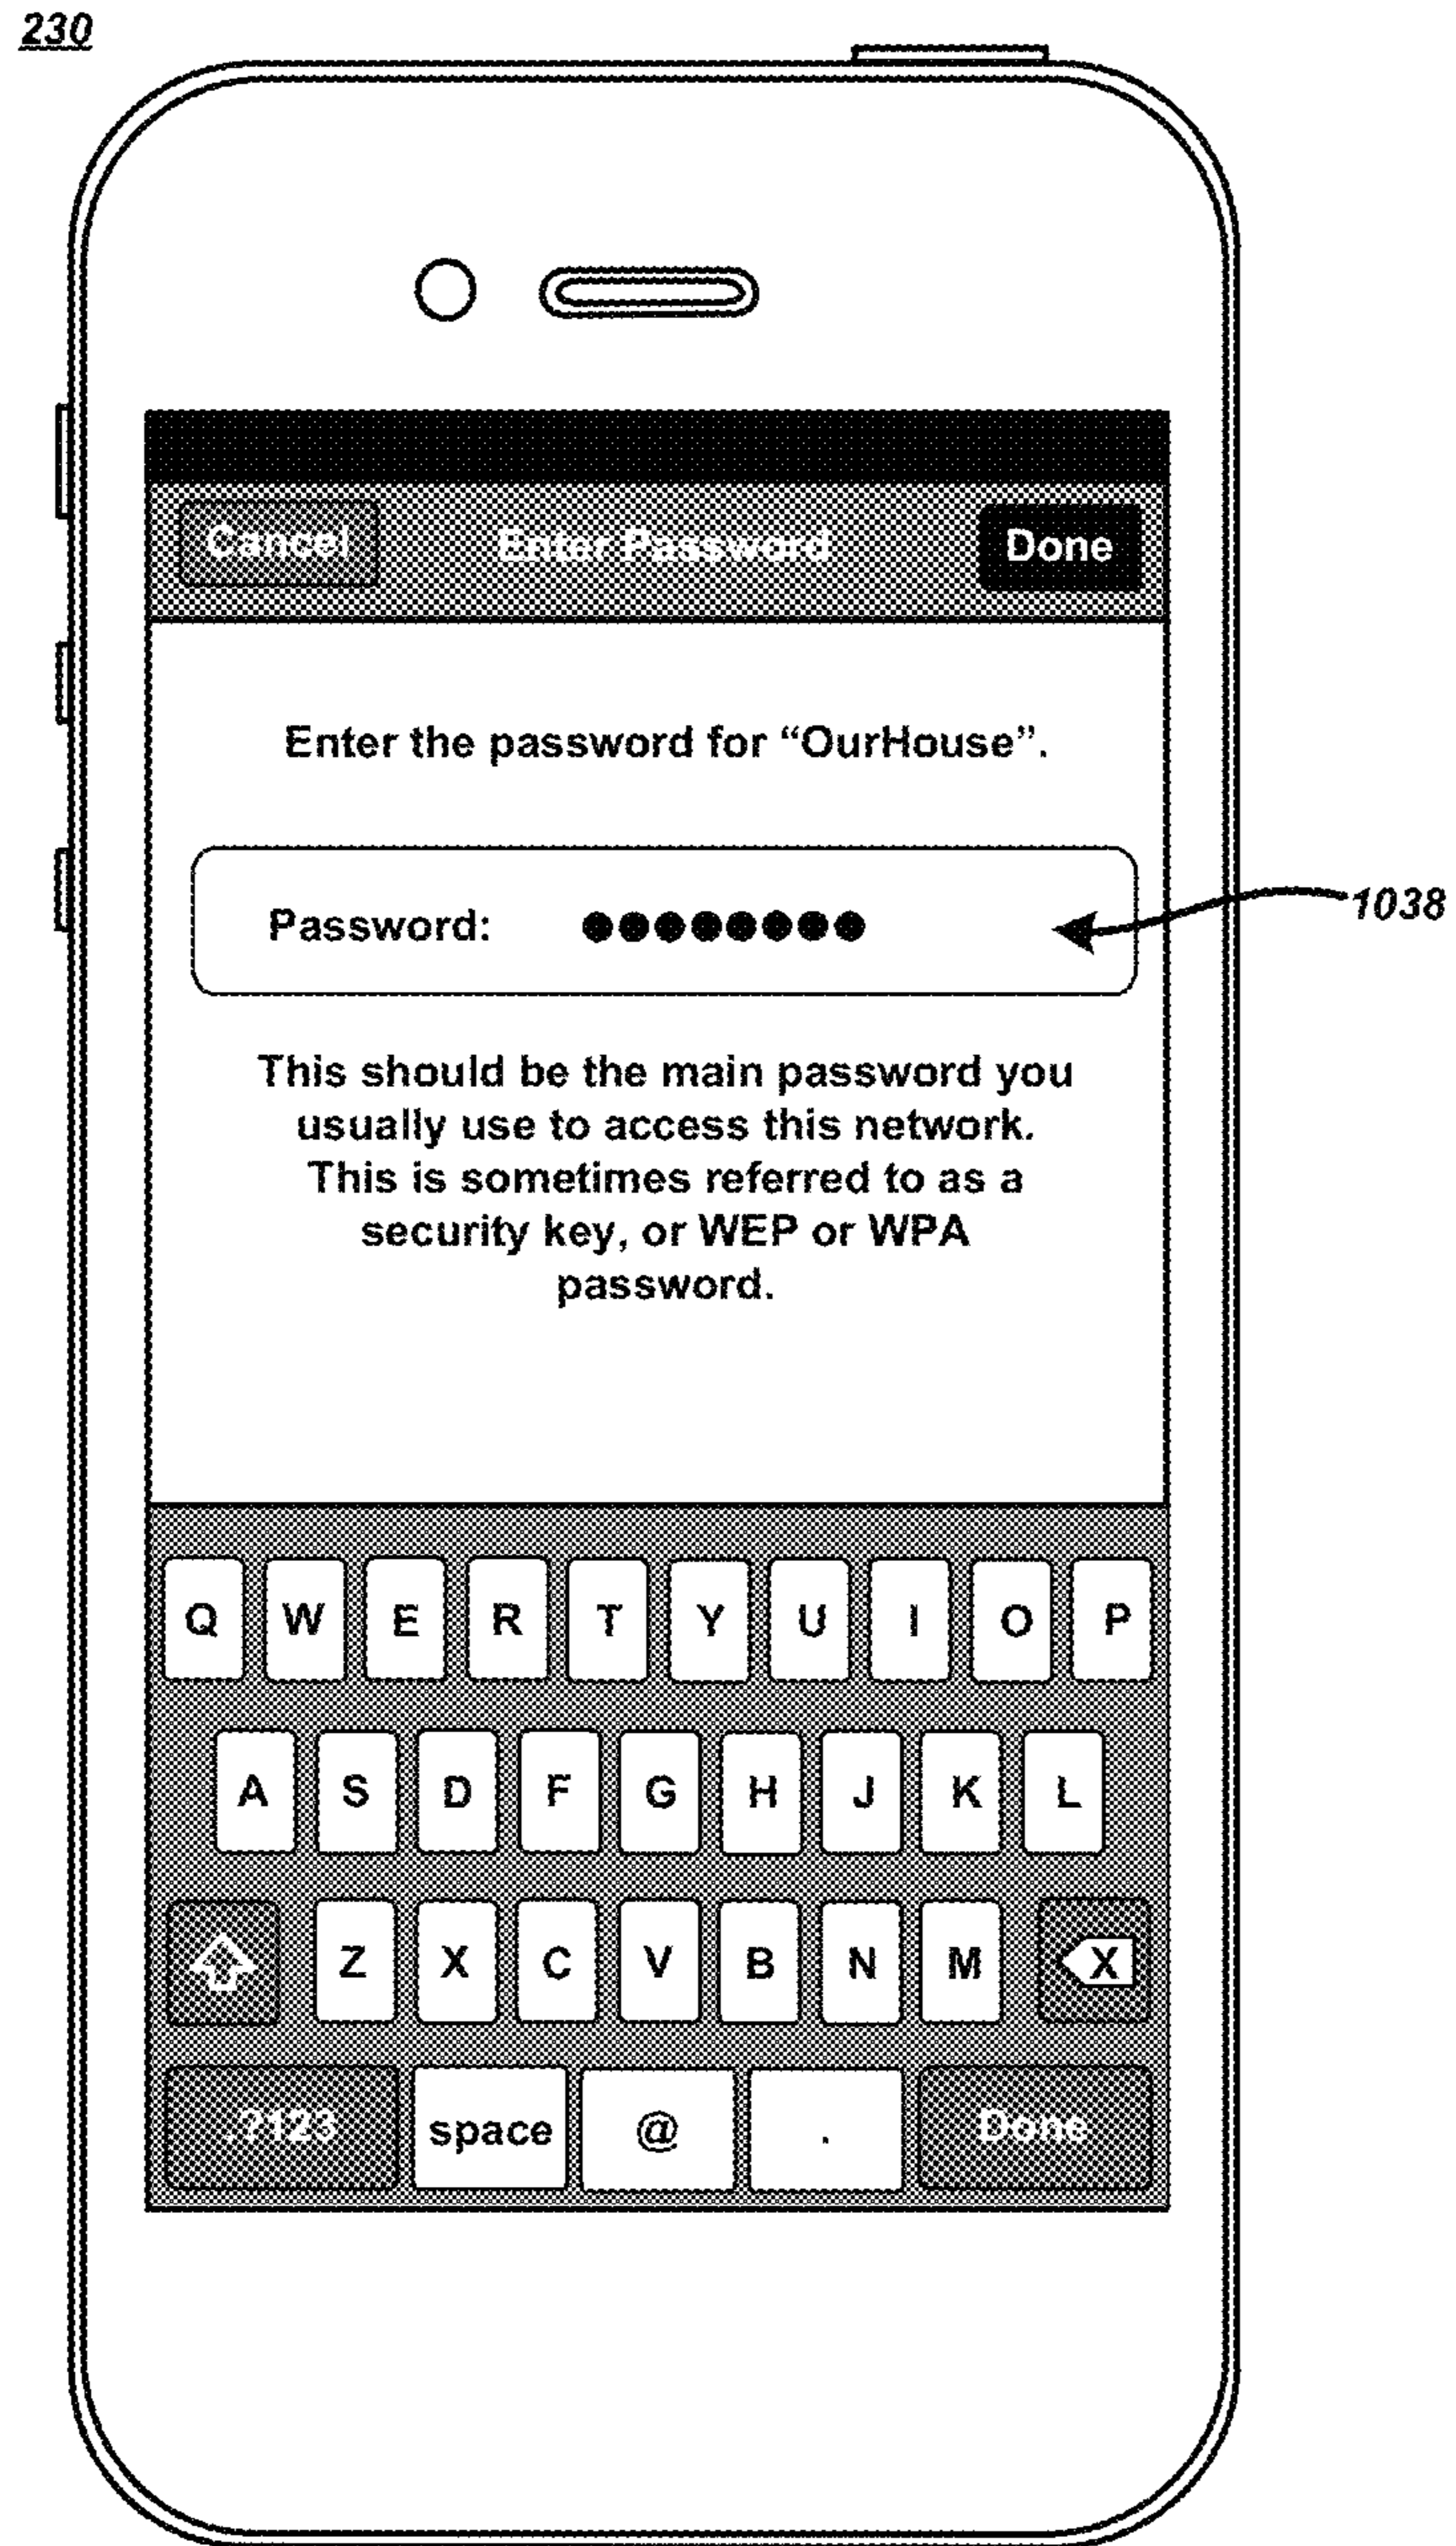 230
Cancel Enter Password Done
Enter the password for “OurHouse”.
Password: ●●●●●●●●
1038
This should be the main password you
usually use to access this network.
This is sometimes referred to as a
security key, or WEP or WPA
password.
Q W E R T Y U I O P
A S D F G H J K L
Z X C V B N M X
.?123 space @ . Done